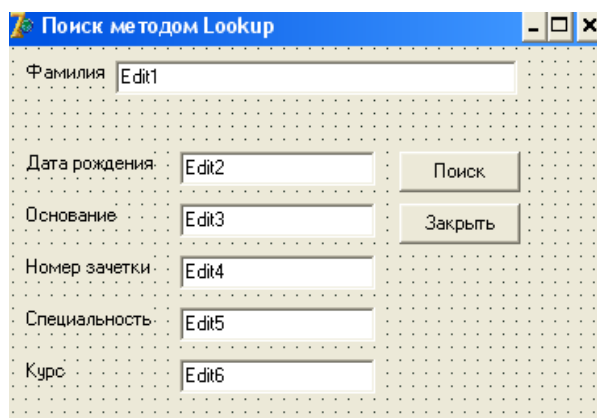 Поиск методом Lookup
Фамилия Edit1
Дата рождения Edit2 Поиск
Основание Edit3 Закрыть
Номер зачетки Edit4
Специальность Edit5
Курс Edit6